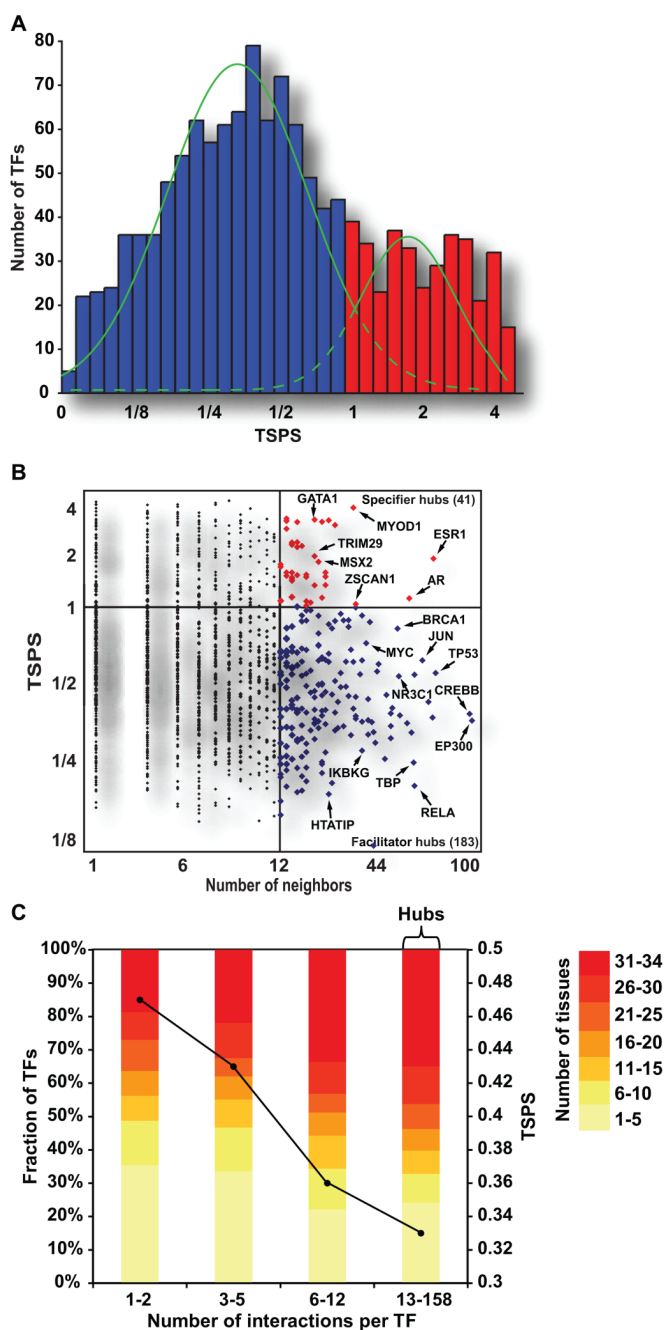 A
80
70
60
50
40
30
20
10
0
Number of TFs
0 1/8 1/4 1/2 1 2 4
TSPS
B
4
2
1
1/2
1/4
1/8
TSPS
GATA1
Specifier hubs (41)
MYOD1
TRIM29
ESR1
MSX2
ZSCAN1
AR
BRCA1
JUN
MYC
TP53
NR3C1
CREBB
EP300
IKBKG
TBP
RELA
HTATIP
Facilitator hubs (183)
1 6 12 44 100
Number of neighbors
C
Hubs
100%
90%
80%
70%
60%
50%
40%
30%
20%
10%
0%
Fraction of TFs
0.5
0.48
0.46
0.44
0.42
0.4
0.38
0.36
0.34
0.32
0.3
TSPS
Number of tissues
31-34
26-30
21-25
16-20
11-15
6-10
1-5
1-2 3-5 6-12 13-158
Number of interactions per TF